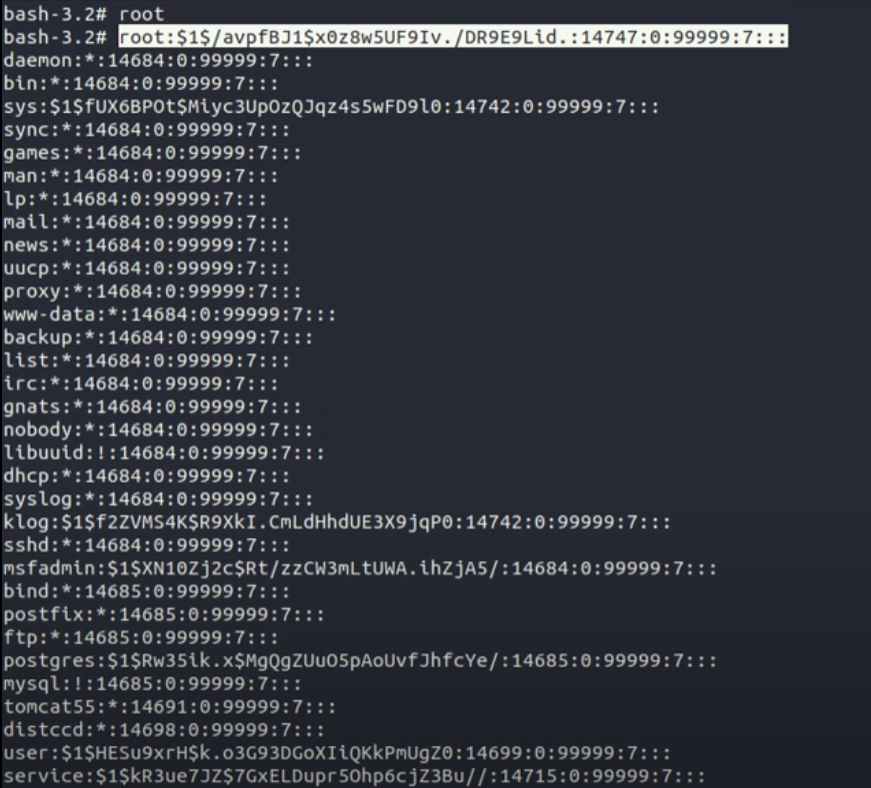 bash-3.2# root
bash-3.2# root:$1$/avpfBJ1$x0z8w5UF9Iv./DR9E9Lid.:14747:0:99999:7:::
daemon:*:14684:0:99999:7:::
bin:*:14684:0:99999:7:::
sys:$1$fUX6BPOt$Miyc3UpOzQJqz4s5wFD9l0:14742:0:99999:7:::
sync:*:14684:0:99999:7:::
games:*:14684:0:99999:7:::
man:*:14684:0:99999:7:::
lp:*:14684:0:99999:7:::
mail:*:14684:0:99999:7:::
news:*:14684:0:99999:7:::
uucp:*:14684:0:99999:7:::
proxy:*:14684:0:99999:7:::
www-data:*:14684:0:99999:7:::
backup:*:14684:0:99999:7:::
list:*:14684:0:99999:7:::
irc:*:14684:0:99999:7:::
gnats:*:14684:0:99999:7:::
nobody:*:14684:0:99999:7:::
libuuid:!:14684:0:99999:7:::
dhcp:*:14684:0:99999:7:::
syslog:*:14684:0:99999:7:::
klog:$1$f2ZVMS4K$R9XkI.CmLdHhdUE3X9jqP0:14742:0:99999:7:::
sshd:*:14684:0:99999:7:::
msfadmin:$1$XN10Zj2c$Rt/zzCW3mLtUWA.ihZjA5/:14684:0:99999:7:::
bind:*:14685:0:99999:7:::
postfix:*:14685:0:99999:7:::
ftp:*:14685:0:99999:7:::
postgres:$1$Rw35ik.x$MgQgZUuO5pAoUvfJhfcYe/:14685:0:99999:7:::
mysql:!:14685:0:99999:7:::
tomcat55:*:14691:0:99999:7:::
distccd:*:14698:0:99999:7:::
user:$1$HESu9xrH$k.o3G93DGoXIiQKkPmUgZ0:14699:0:99999:7:::
service:$1$kR3ue7JZ$7GxELDupr5Ohp6cjZ3Bu//:14715:0:99999:7:::